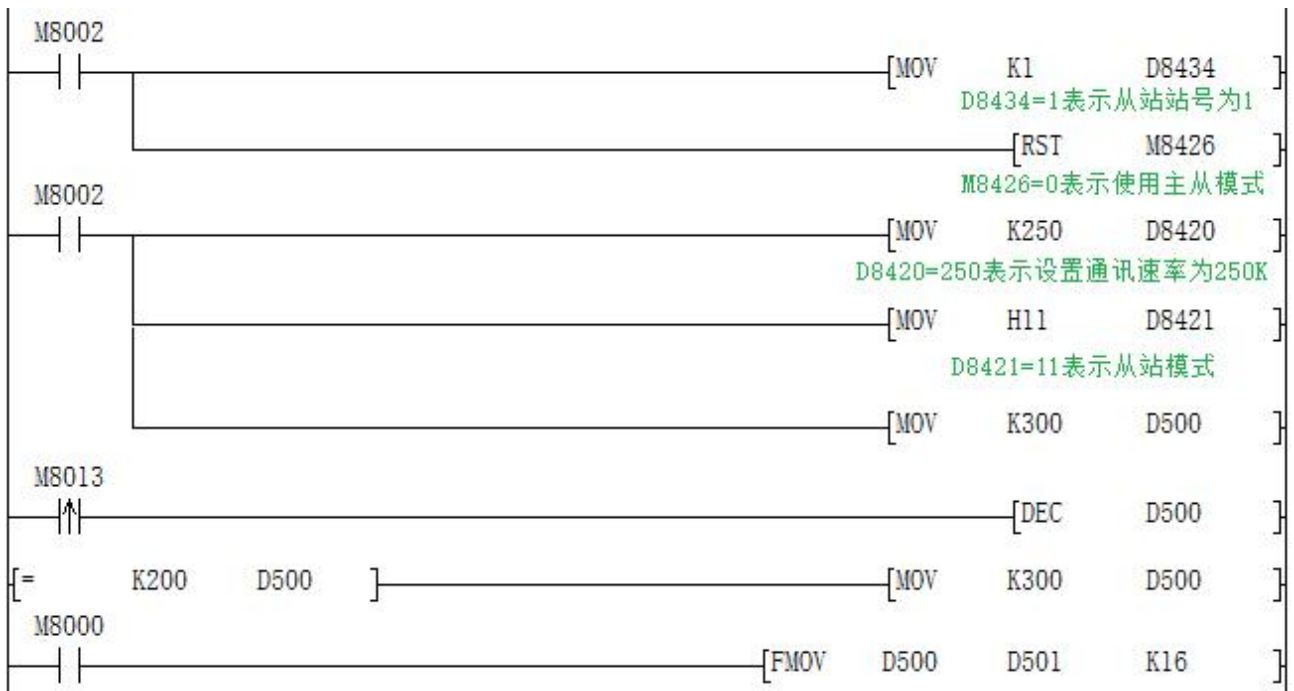 M8002
[MOV K1 D8434 ]
D8434=1表示从站站号为1
[RST M8426 ]
M8426=0表示使用主从模式
M8002
[MOV K250 D8420 ]
D8420=250表示设置通讯速率为250K
[MOV H11 D8421 ]
D8421=11表示从站模式
[MOV K300 D500 ]
M8013
[DEC D500 ]
[= K200 D500 ] [MOV K300 D500 ]
M8000
[FMOV D500 D501 K16 ]